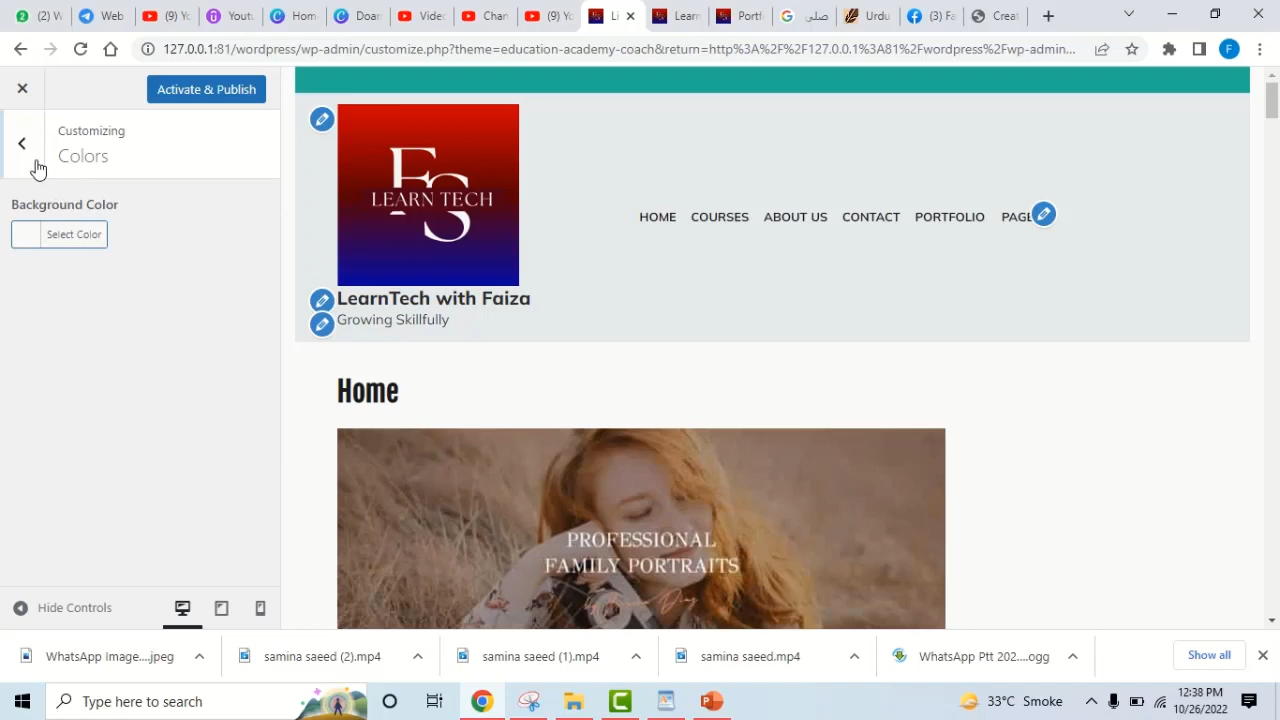 (2)
Web
(9) Yo
Yout
Hom
Doar
Video
Chan
(9) Yo
Li
Learn
Port
صلى
Urdu
(3) Fa
Creat
127.0.0.1:81/wordpress/wp-admin/customize.php?theme=education-academy-coach&return=http%3A%2F%2F127.0.0.1%3A81%2Fwordpress%2Fwp-admin...
F
Activate & Publish
Customizing
Colors
Background Color
Select Color
Hide Controls
FS
LEARN TECH
LearnTech with Faiza
Growing Skillfully
HOME COURSES ABOUT US CONTACT PORTFOLIO PAGE
Home
PROFESSIONAL
FAMILY PORTRAITS
WhatsApp Image....jpeg
samina saeed (2).mp4
samina saeed (1).mp4
samina saeed.mp4
WhatsApp Ptt 202....ogg
Show all
Type here to search
33°C Smoke
12:38 PM
10/26/2022